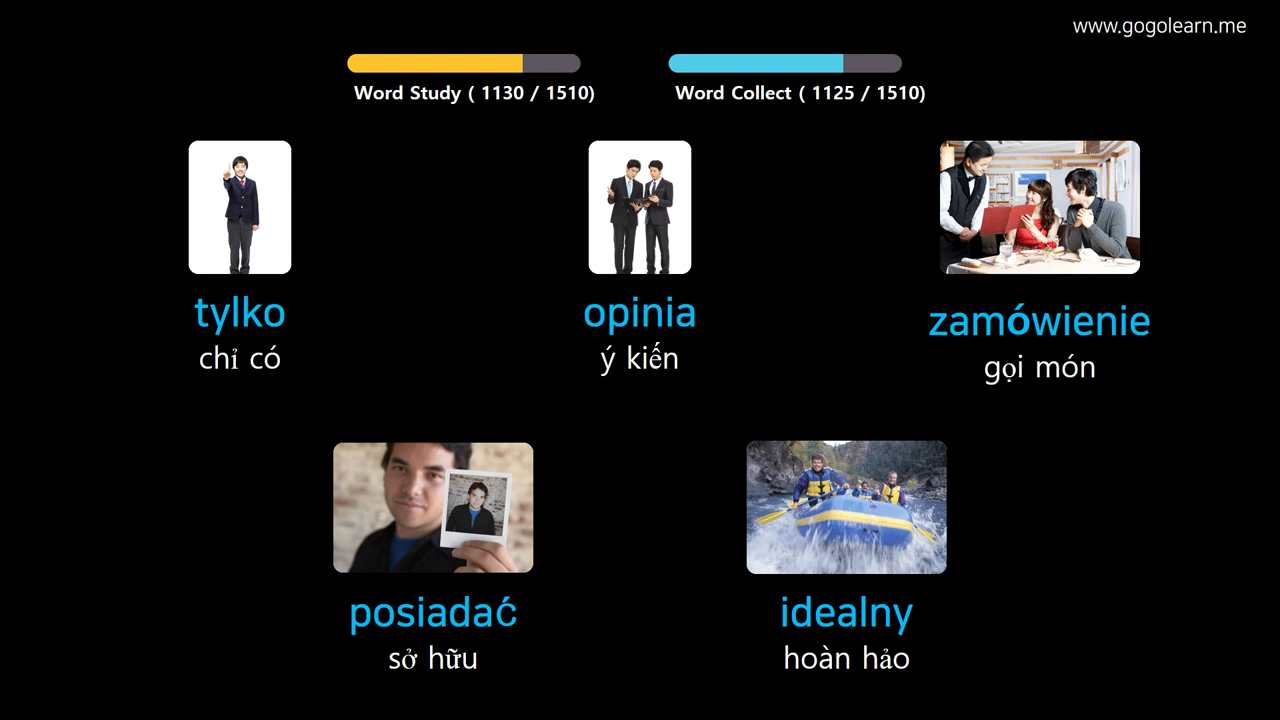 www.gogolearn.me
Word Study ( 1130 / 1510)
Word Collect ( 1125 / 1510)
tylko
chỉ có
opinia
ý kiến
zamówienie
gọi món
posiadać
sở hữu
idealny
hoàn hảo